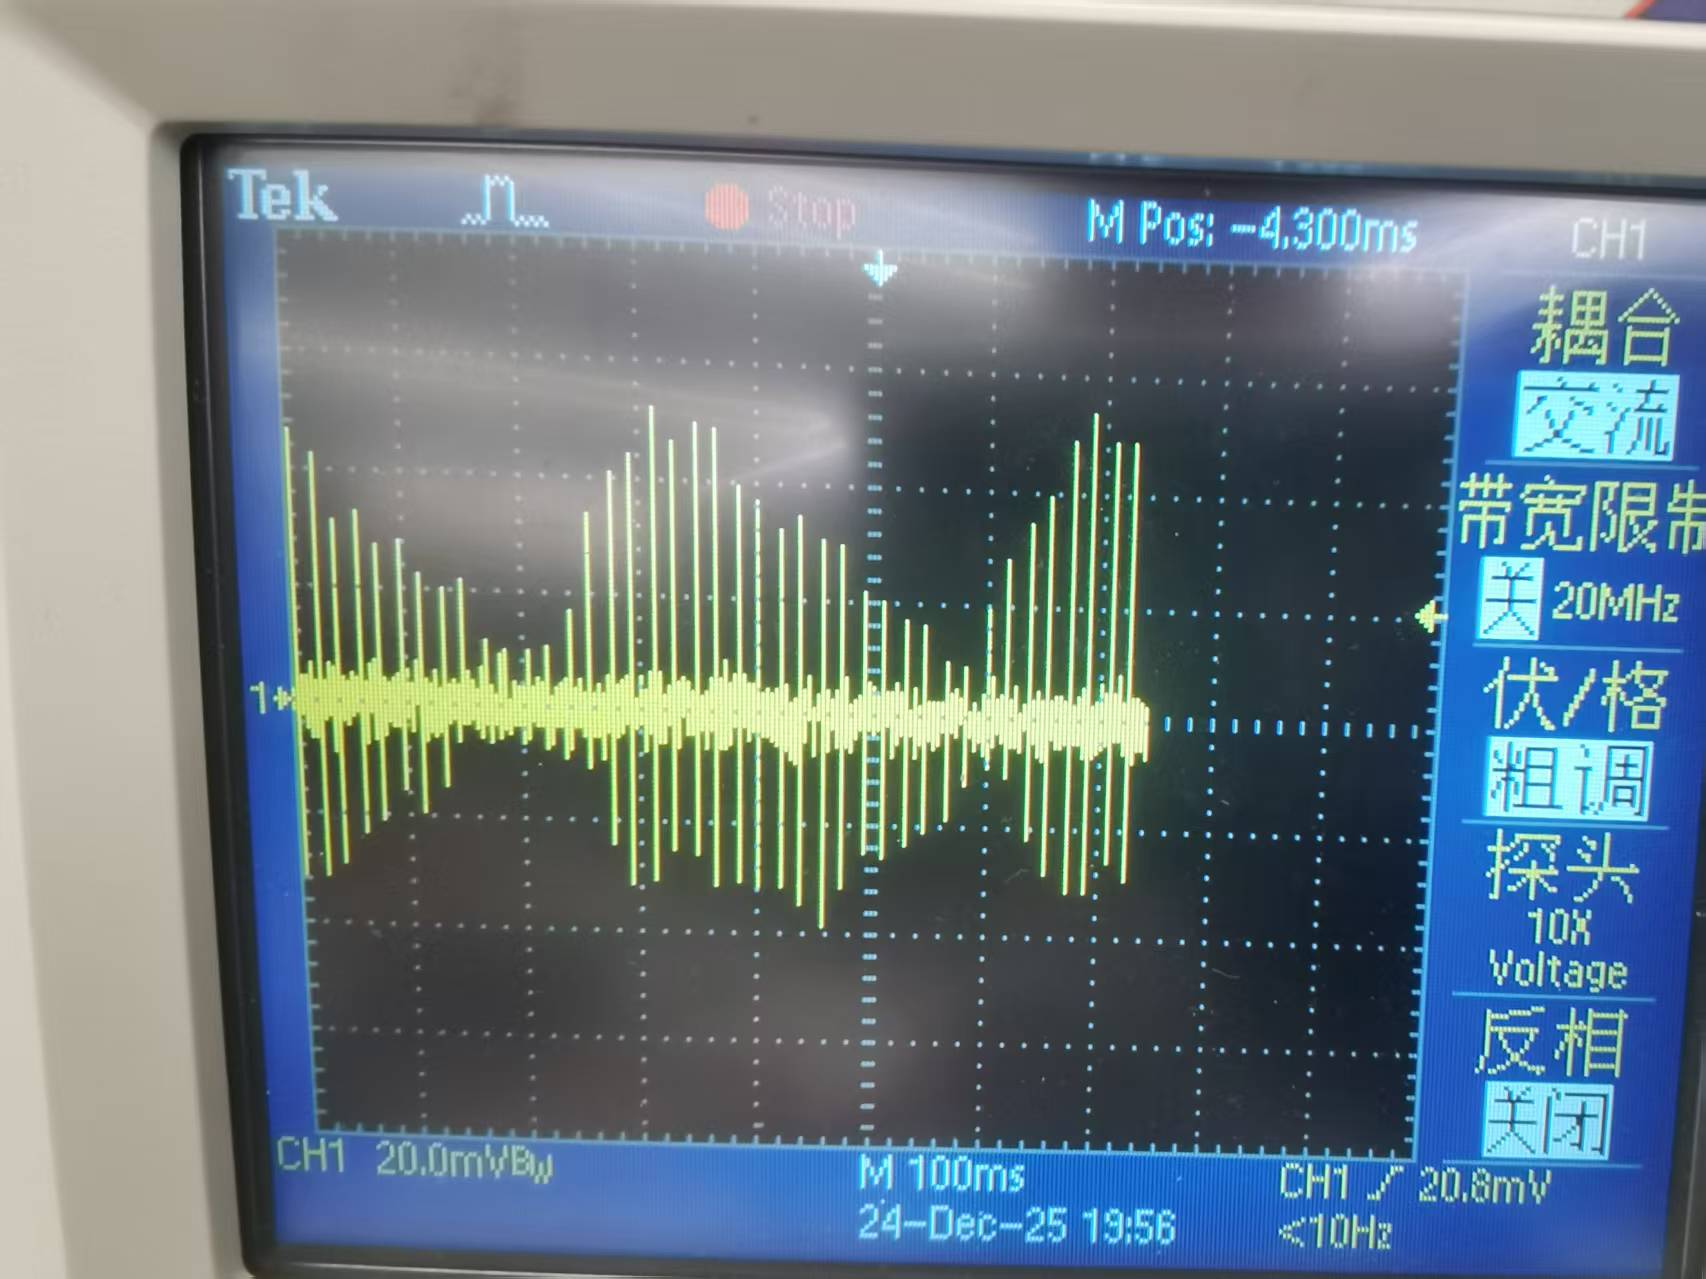 Tek
Stop
M Pos: -4.300ms
CH1
耦合
交流
带宽限制
关 20MHz
伏/格
粗调
探头
10X
Voltage
反相
关闭
1
CH1 20.0mVBw
M 100ms
CH1 20.8mV
24-Dec-25 19:56
<10Hz